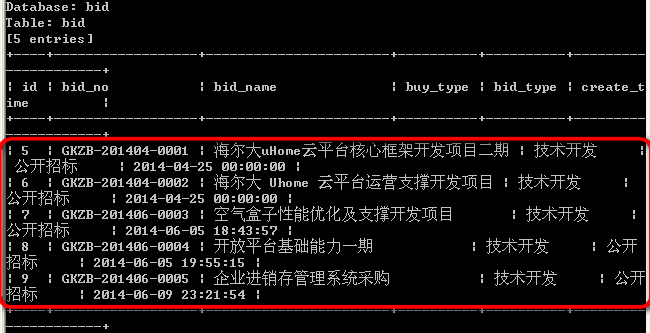 Database: bid
Table: bid
[5 entries]
+----+------------------+----------------------------------+----------+----------+---------
------------+
| id | bid_no           | bid_name                         | buy_type | bid_type | create_t
ime         |
+----+------------------+----------------------------------+----------+----------+---------
------------+
| 5  | GKZB-201404-0001 | 海尔大uHome云平台核心框架开发项目二期 | 技术开发     |
 公开招标     | 2014-04-25 00:00:00 |
| 6  | GKZB-201404-0002 | 海尔大 Uhome 云平台运营支撑开发项目 | 技术开发     |
公开招标     | 2014-04-25 00:00:00 |
| 7  | GKZB-201406-0003 | 空气盒子性能优化及支撑开发项目       | 技术开发     |
公开招标     | 2014-06-05 18:43:57 |
| 8  | GKZB-201406-0004 | 开放平台基础能力一期            | 技术开发     | 公开
招标     | 2014-06-05 19:55:15 |
| 9  | GKZB-201406-0005 | 企业进销存管理系统采购           | 技术开发     | 公开
招标     | 2014-06-09 23:21:54 |
+----+------------------+----------------------------------+----------+----------+---------
------------+